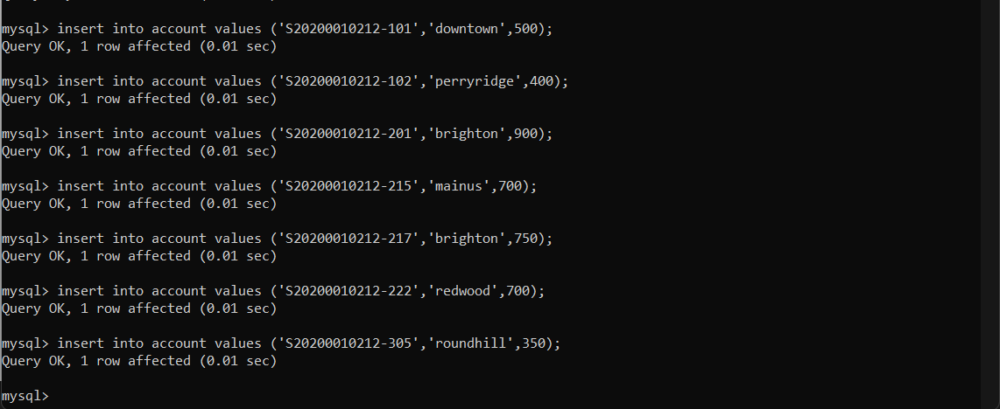 mysql> insert into account values ('S20200010212-101','downtown',500);
Query OK, 1 row affected (0.01 sec)
mysql> insert into account values ('S20200010212-102','perryridge',400);
Query OK, 1 row affected (0.01 sec)
mysql> insert into account values ('S20200010212-201','brighton',900);
Query OK, 1 row affected (0.01 sec)
mysql> insert into account values ('S20200010212-215','mainus',700);
Query OK, 1 row affected (0.01 sec)
mysql> insert into account values ('S20200010212-217','brighton',750);
Query OK, 1 row affected (0.01 sec)
mysql> insert into account values ('S20200010212-222','redwood',700);
Query OK, 1 row affected (0.01 sec)
mysql> insert into account values ('S20200010212-305','roundhill',350);
Query OK, 1 row affected (0.01 sec)
mysql>